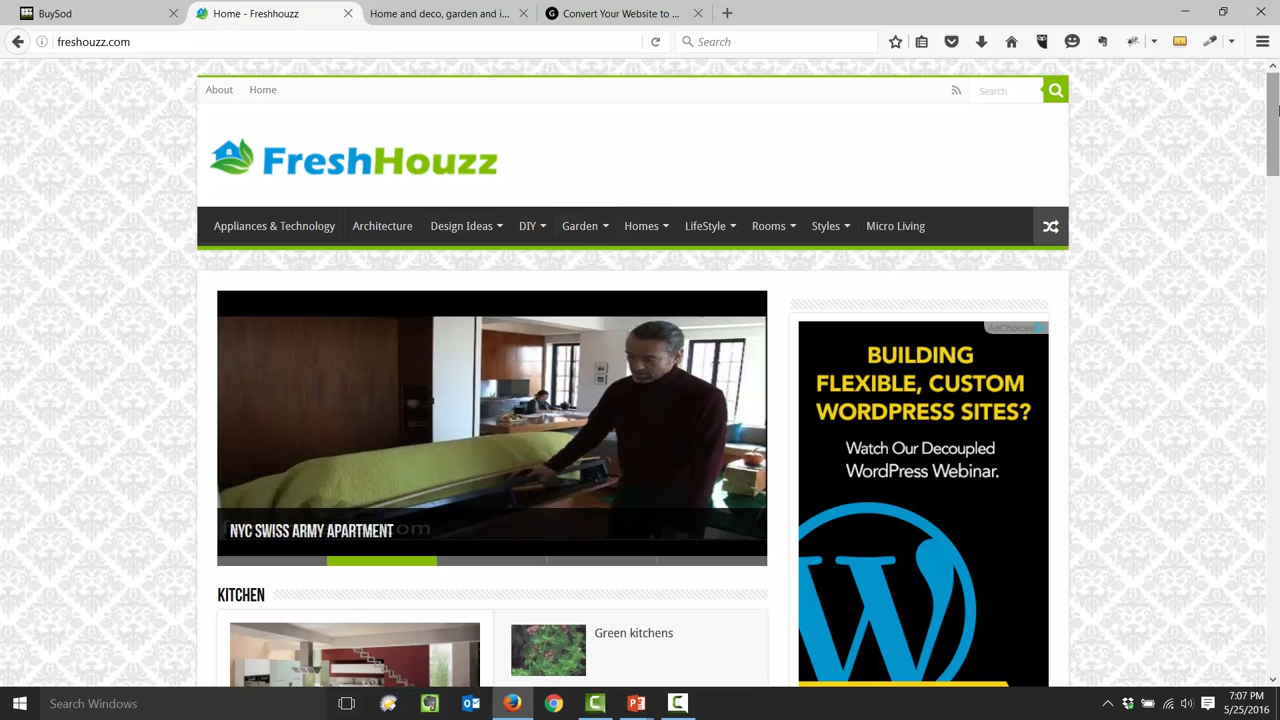 BuySod
Home - Freshouzz
Home and deco, garden and i...
Convert Your Website to ...
freshouzz.com
Search
About
Home
Search
FreshHouzz
Appliances & Technology
Architecture
Design Ideas
DIY
Garden
Homes
LifeStyle
Rooms
Styles
Micro Living
AdChoices
BUILDING
FLEXIBLE, CUSTOM
WORDPRESS SITES?
Watch Our Decoupled
WordPress Webinar.
NYC SWISS ARMY APARTMENT
KITCHEN
Green kitchens
Search Windows
7:07 PM
5/25/2016